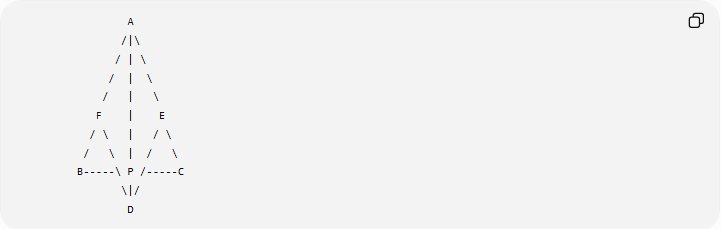 A
       /|\
      / | \
     /  |  \
    /   |   \
   F    |    E
  / \   |   / \
 /   \  |  /   \
B-----\ P /-----C
       \|/
        D